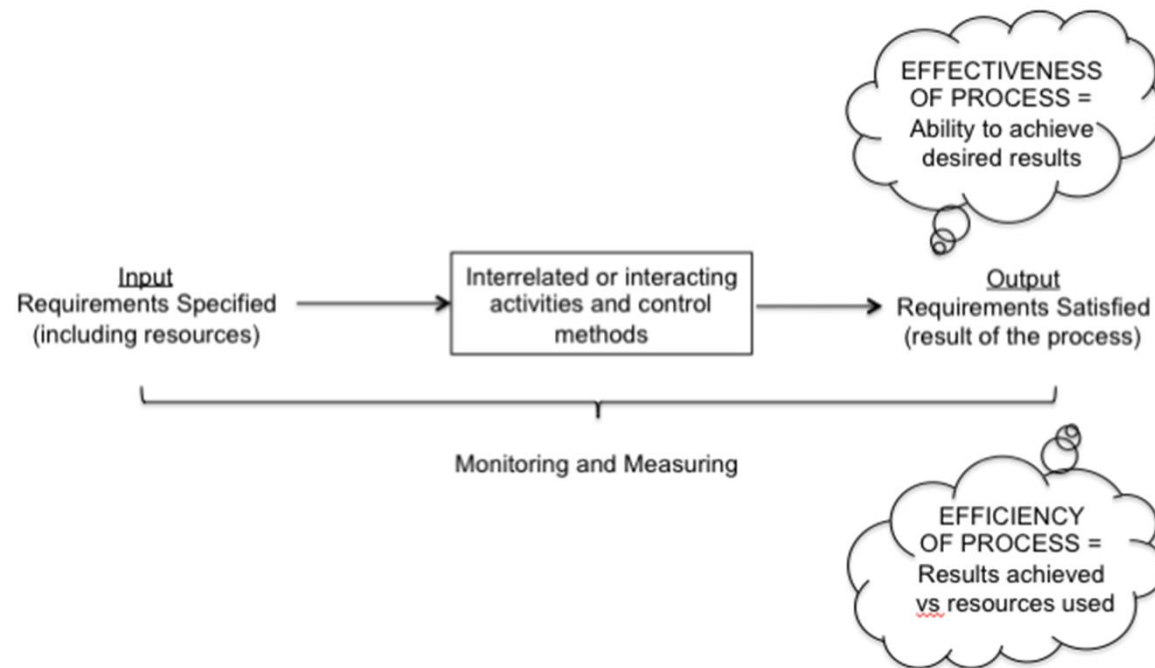 EFFECTIVENESS
OF PROCESS =
Ability to achieve
desired results
Input
Requirements Specified
(including resources)
Interrelated or interacting
activities and control
methods
Output
Requirements Satisfied
(result of the process)
Monitoring and Measuring
EFFICIENCY
OF PROCESS =
Results achieved
vs resources used